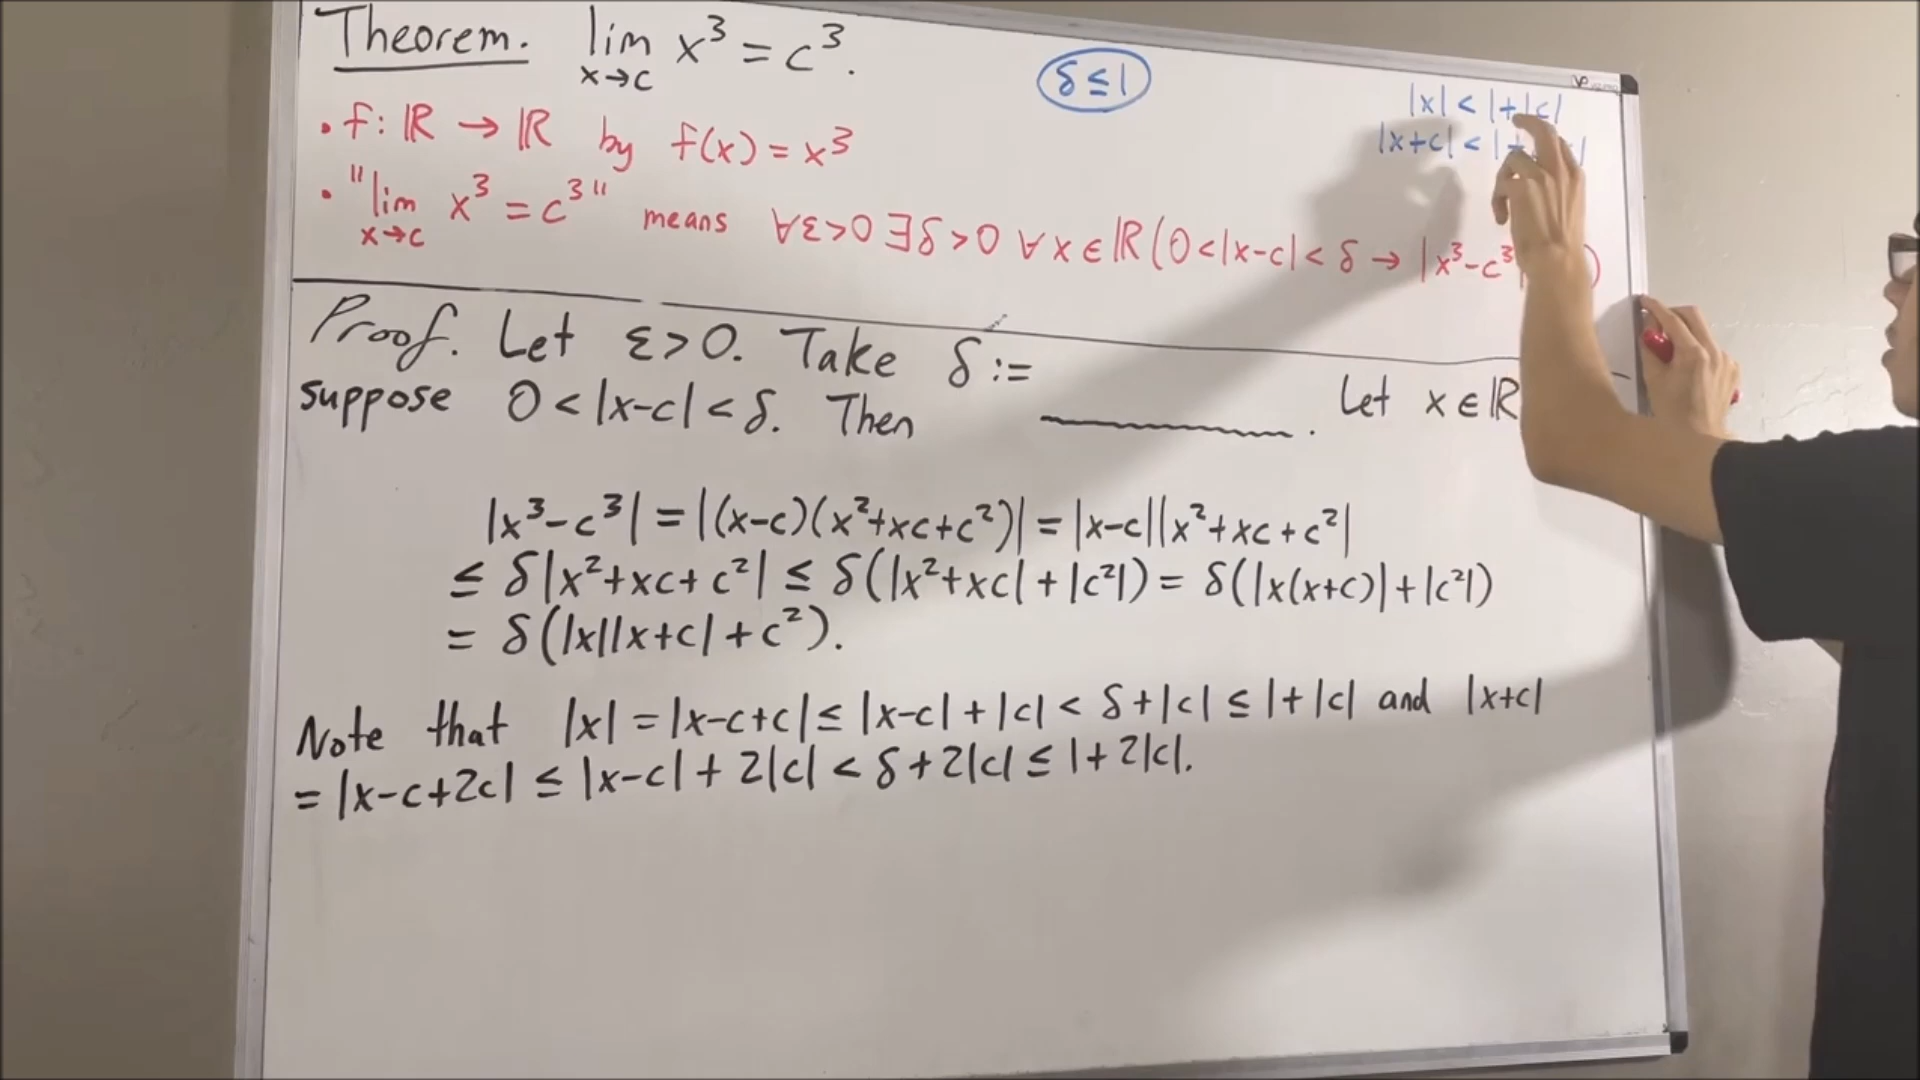 Theorem. lim x→c x³ = c³.
δ ≤ 1
|x| < 1+|c|
|x+c| <
• f: ℝ → ℝ by f(x) = x³
• "lim x→c x³ = c³" means ∀ε>0 ∃δ>0 ∀x∈ℝ(0<|x-c|<δ → |x³-c³| )
Proof. Let ε>0. Take δ := ________. Let x∈ℝ
suppose 0<|x-c|<δ. Then
|x³-c³| = |(x-c)(x²+xc+c²)| = |x-c||x²+xc+c²|
≤ δ|x²+xc+c²| ≤ δ(|x²+xc|+|c²|) = δ(|x(x+c)|+|c²|)
= δ(|x||x+c|+c²).
Note that |x| = |x-c+c| ≤ |x-c|+|c| < δ+|c| ≤ 1+|c| and |x+c|
= |x-c+2c| ≤ |x-c|+2|c| < δ+2|c| ≤ 1+2|c|.